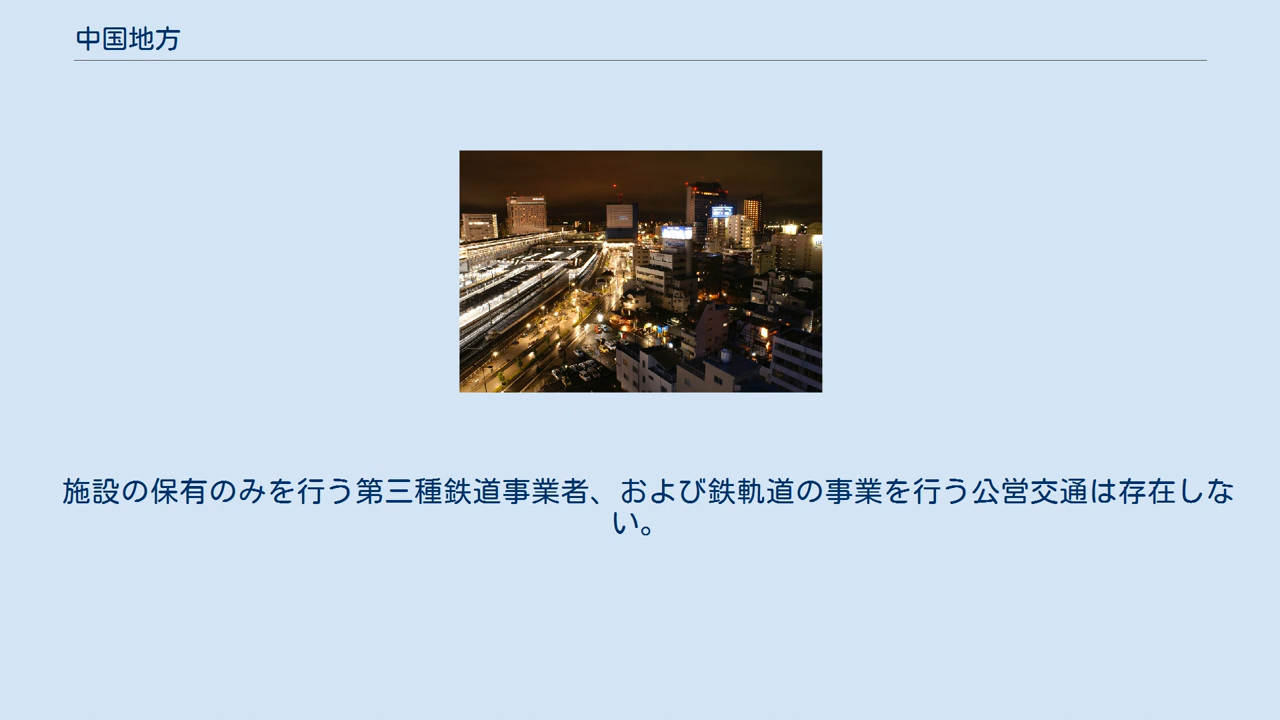 中国地方
施設の保有のみを行う第三種鉄道事業者、および鉄軌道の事業を行う公営交通は存在しな
い。